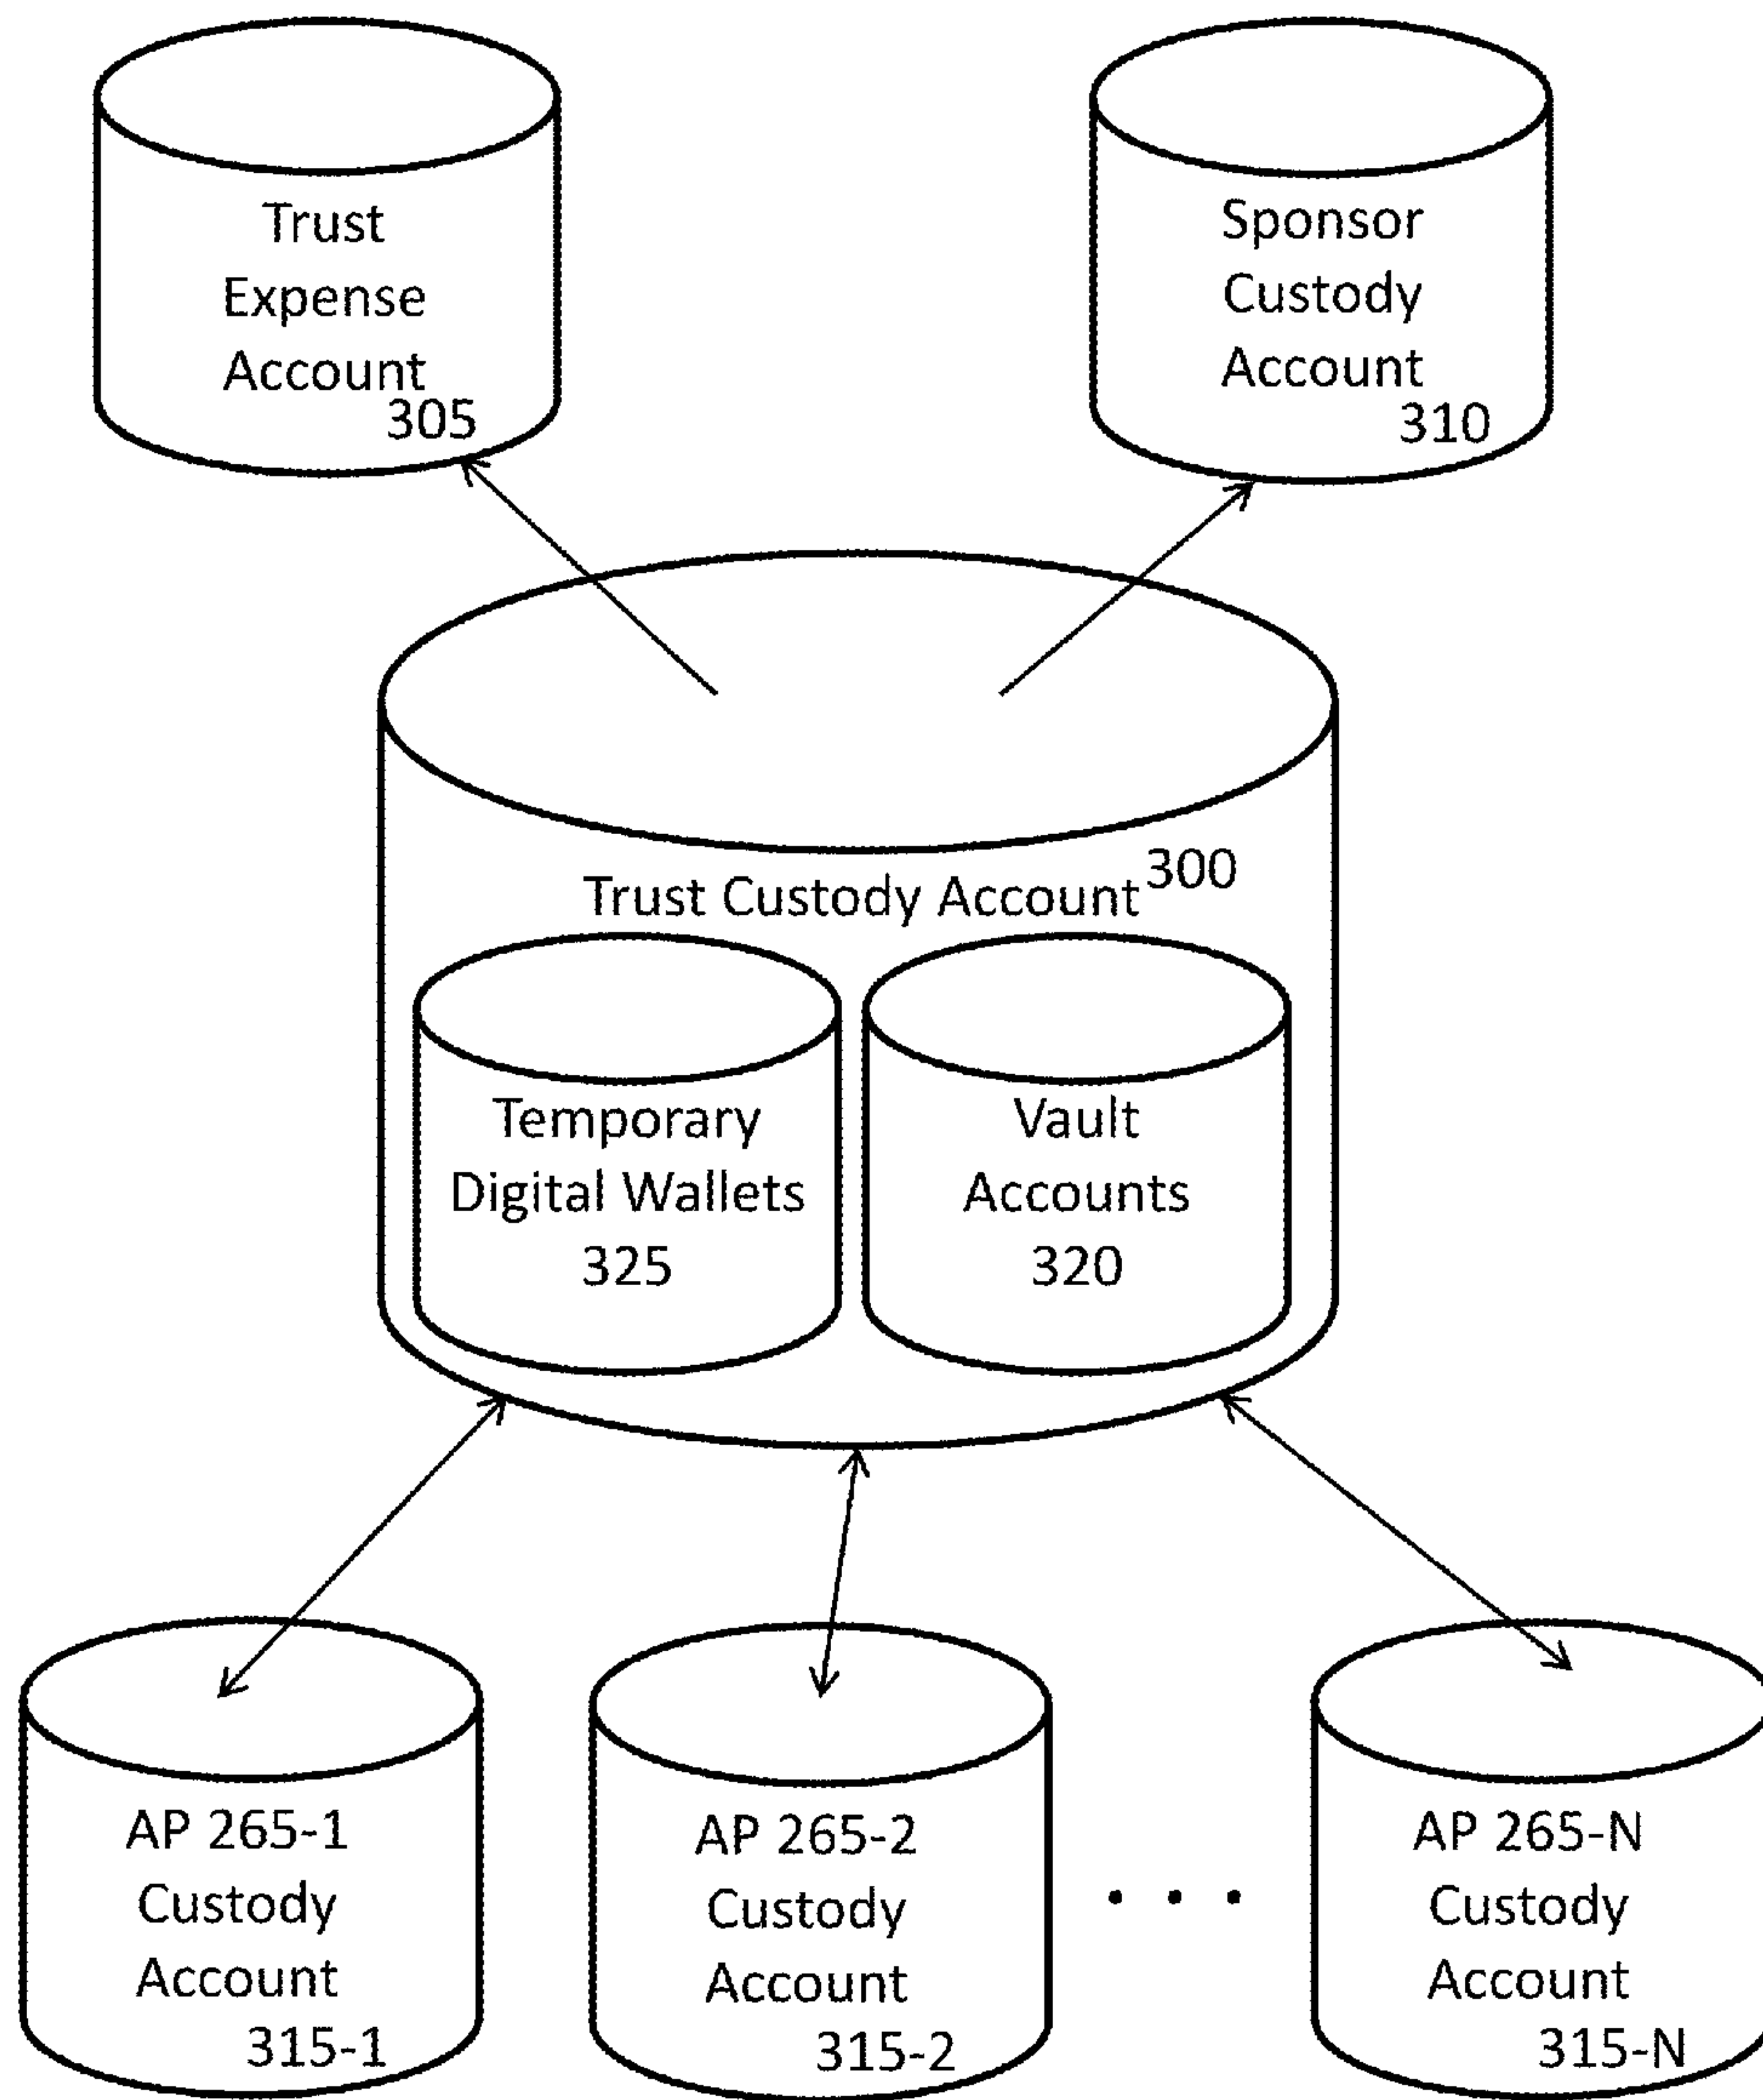 Trust
Expense
Account
305
Sponsor
Custody
Account
310
Trust Custody Account 300
Temporary
Digital Wallets
325
Vault
Accounts
320
AP 265-1
Custody
Account
315-1
AP 265-2
Custody
Account
315-2
. . .
AP 265-N
Custody
Account
315-N